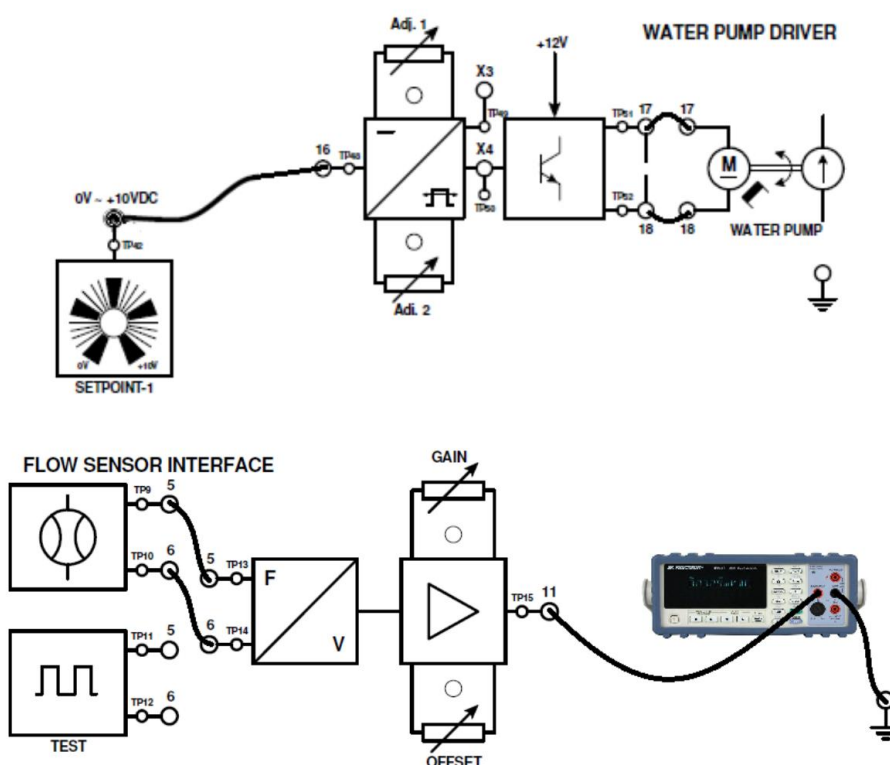 Adj. 1
+12V
WATER PUMP DRIVER
X3
TP49
16
TP48
X4
TP50
TP51
17
17
M
0V ~ +10VDC
TP42
TP52
18
18
WATER PUMP
Adj. 2
0V
+10V
SETPOINT-1
FLOW SENSOR INTERFACE
GAIN
TP9
5
TP10
6
5
TP13
F
6
TP14
V
TP15
11
TP11
5
TP12
6
TEST
OFFSET